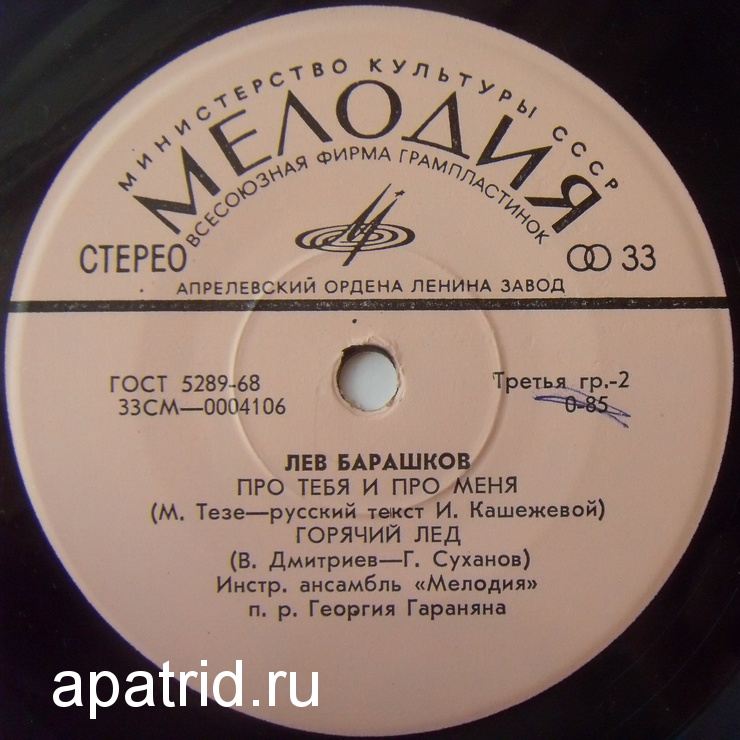 МИНИСТЕРСТВО КУЛЬТУРЫ СССР
МЕЛОДИЯ
ВСЕСОЮЗНАЯ ФИРМА ГРАМПЛАСТИНОК
СТЕРЕО
33
АПРЕЛЕВСКИЙ ОРДЕНА ЛЕНИНА ЗАВОД
ГОСТ 5289-68
Третья гр.-2
33СМ—0004106
0-85
ЛЕВ БАРАШКОВ
ПРО ТЕБЯ И ПРО МЕНЯ
(М. Тезе—русский текст И. Кашежевой)
ГОРЯЧИЙ ЛЕД
(В. Дмитриев—Г. Суханов)
Инстр. ансамбль «Мелодия»
п. р. Георгия Гараняна
apatrid.ru